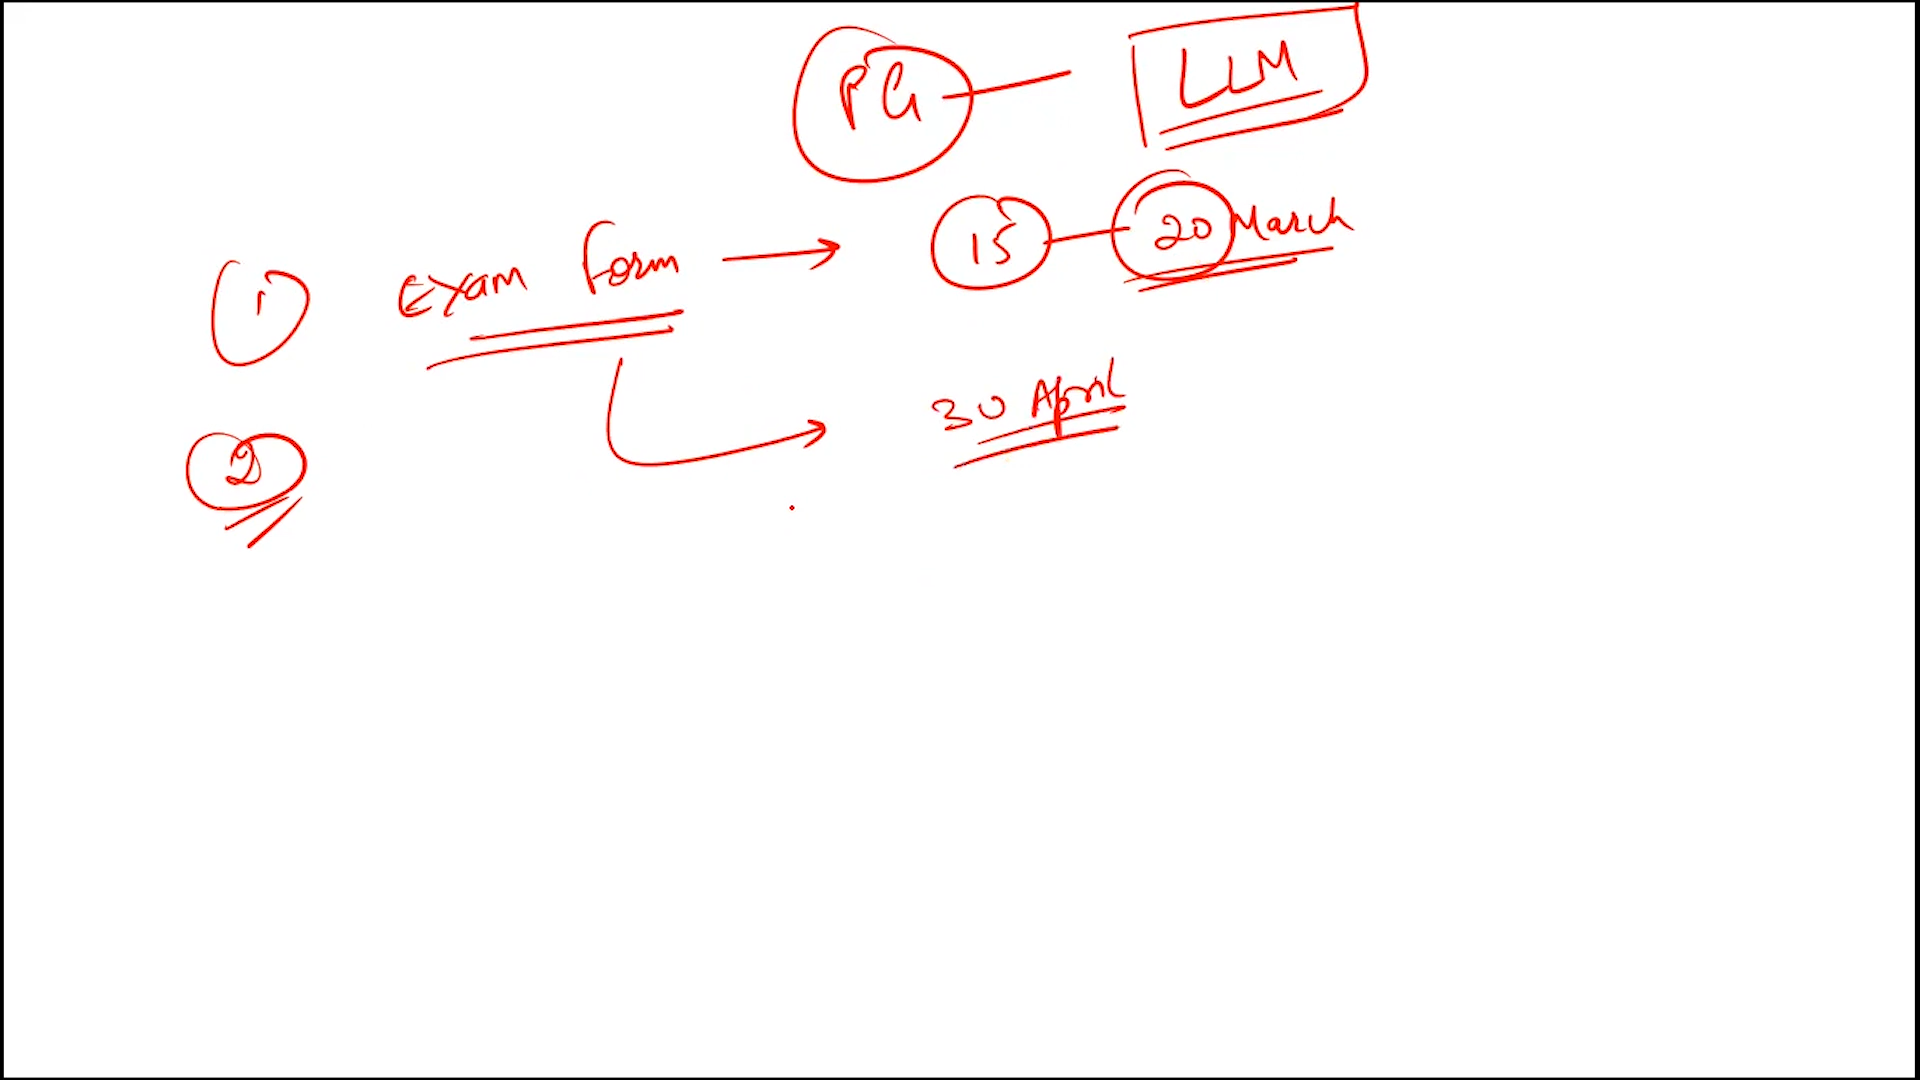 PG — LLM
1 Exam Form → 15 — 20 March
30 April
2